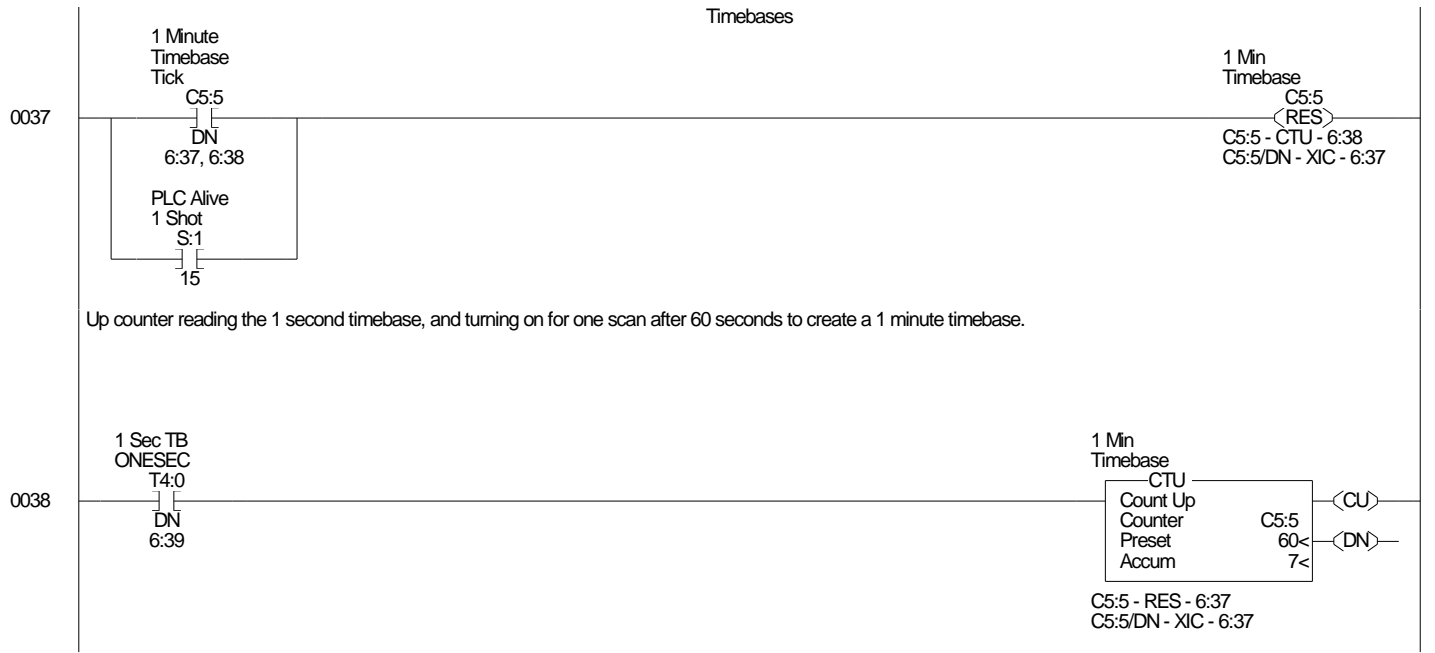 Timebases
1 Minute
Timebase
Tick
C5:5
DN
6:37, 6:38
1 Min
Timebase
C5:5
RES
C5:5 - CTU - 6:38
C5:5/DN - XIC - 6:37
0037
PLC Alive
1 Shot
S:1
15
Up counter reading the 1 second timebase, and turning on for one scan after 60 seconds to create a 1 minute timebase.
1 Sec TB
ONESEC
T4:0
DN
6:39
0038
1 Min
Timebase
CTU
Count Up
Counter C5:5
Preset 60<
Accum 7<
CU
DN
C5:5 - RES - 6:37
C5:5/DN - XIC - 6:37